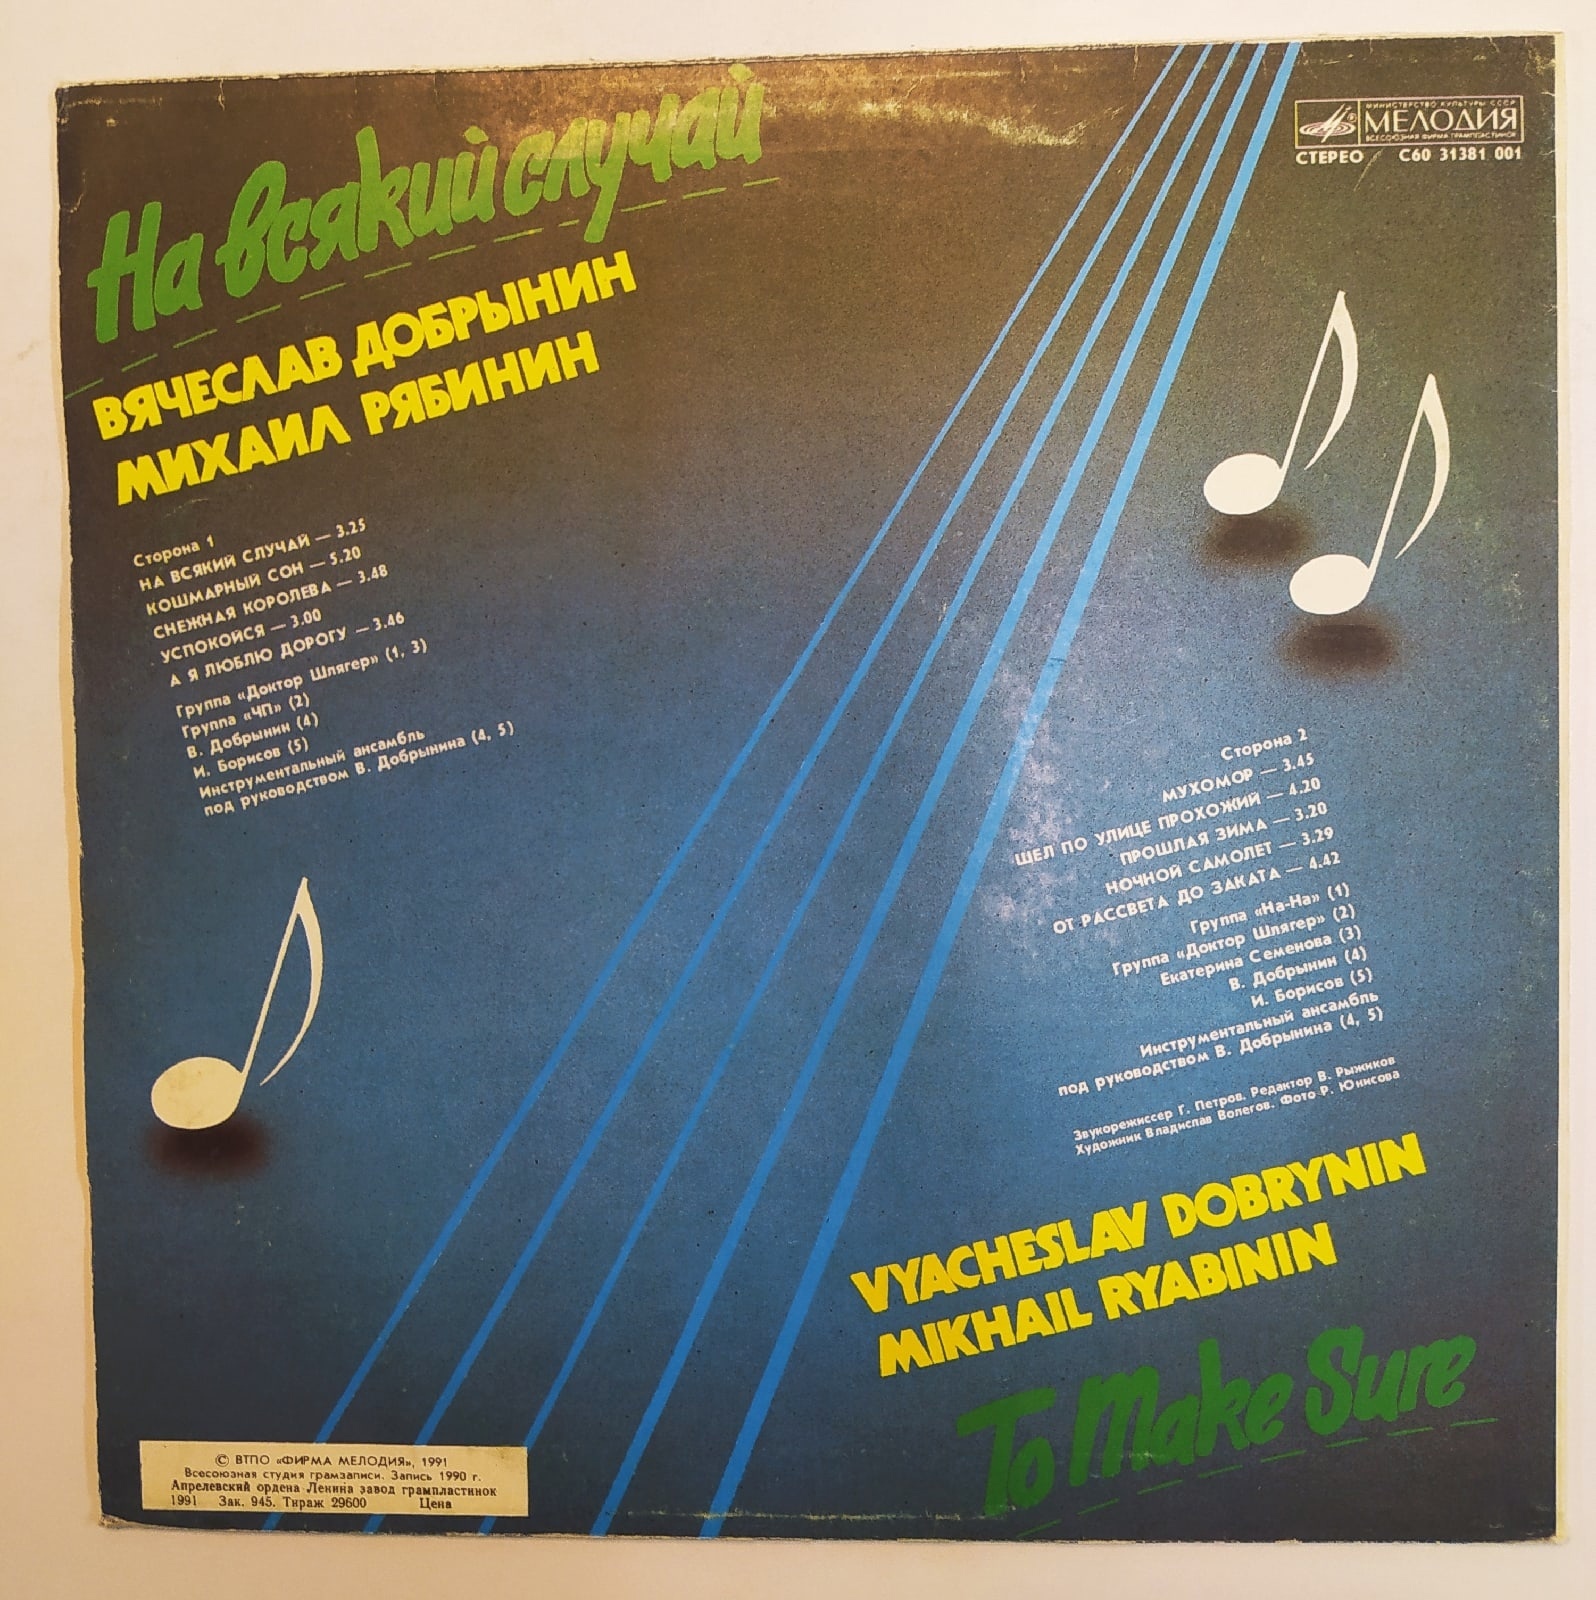 На всякий случай
ВЯЧЕСЛАВ ДОБРЫНИН
МИХАИЛ РЯБИНИН
МИНИСТЕРСТВО КУЛЬТУРЫ СССР
МЕЛОДИЯ
ВСЕСОЮЗНАЯ ФИРМА ГРАМПЛАСТИНОК
СТЕРЕО С60 31381 001
Сторона 1
НА ВСЯКИЙ СЛУЧАЙ — 3.25
КОШМАРНЫЙ СОН — 5.20
СНЕЖНАЯ КОРОЛЕВА — 3.48
УСПОКОЙСЯ — 3.00
А Я ЛЮБЛЮ ДОРОГУ — 3.46
Группа «Доктор Шлягер» (1, 3)
Группа «ЧП» (2)
В. Добрынин (4)
И. Борисов (5)
Инструментальный ансамбль
под руководством В. Добрынина (4, 5)
Сторона 2
МУХОМОР — 3.45
ШЕЛ ПО УЛИЦЕ ПРОХОЖИЙ — 4.20
ПРОШЛАЯ ЗИМА — 3.20
НОЧНОЙ САМОЛЕТ — 3.29
ОТ РАССВЕТА ДО ЗАКАТА — 4.42
Группа «На-На» (1)
Группа «Доктор Шлягер» (2)
Екатерина Семенова (3)
В. Добрынин (4)
И. Борисов (5)
Инструментальный ансамбль
под руководством В. Добрынина (4, 5)
Звукорежиссер Г. Петров. Редактор В. Рыжиков
Художник Владислав Волегов. Фото Р. Юнисова
VYACHESLAV DOBRYNIN
MIKHAIL RYABININ
To Make Sure
© ВТПО «ФИРМА МЕЛОДИЯ», 1991
Всесоюзная студия грамзаписи. Запись 1990 г.
Апрелевский ордена Ленина завод грампластинок
1991 Зак. 945. Тираж 29600 Цена